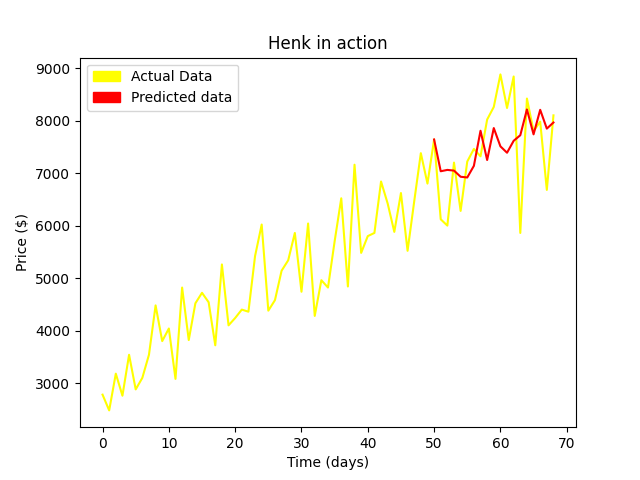 Henk in action
Actual Data
Predicted data
9000
8000
7000
6000
5000
4000
3000
Price ($)
0 10 20 30 40 50 60 70
Time (days)